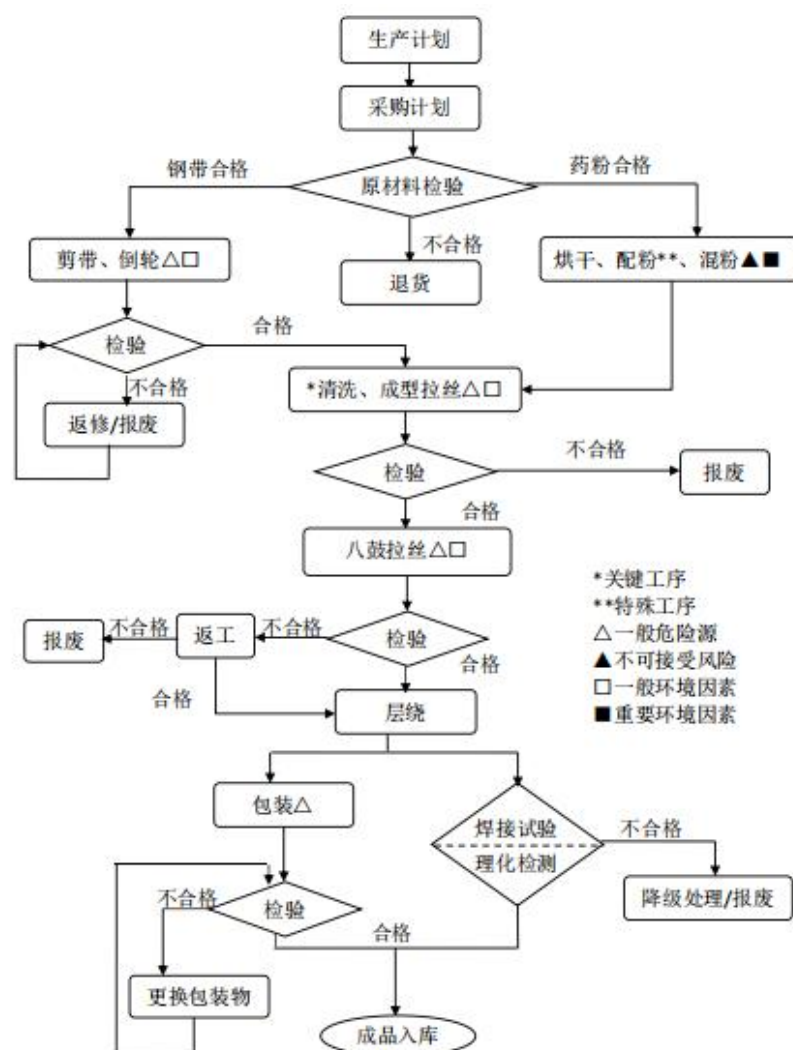 生产计划
采购计划
钢带合格
原材料检验
药粉合格
不合格
剪带、倒轮△□
退货
烘干、配粉**、混粉▲■
检验
合格
不合格
*清洗、成型拉丝△□
返修/报废
检验
不合格
报废
合格
八鼓拉丝△□
*关键工序
**特殊工序
△一般危险源
▲不可接受风险
□一般环境因素
■重要环境因素
报废
不合格
返工
不合格
检验
合格
合格
层绕
包装△
焊接试验
理化检测
不合格
降级处理/报废
不合格
检验
合格
更换包装物
成品入库